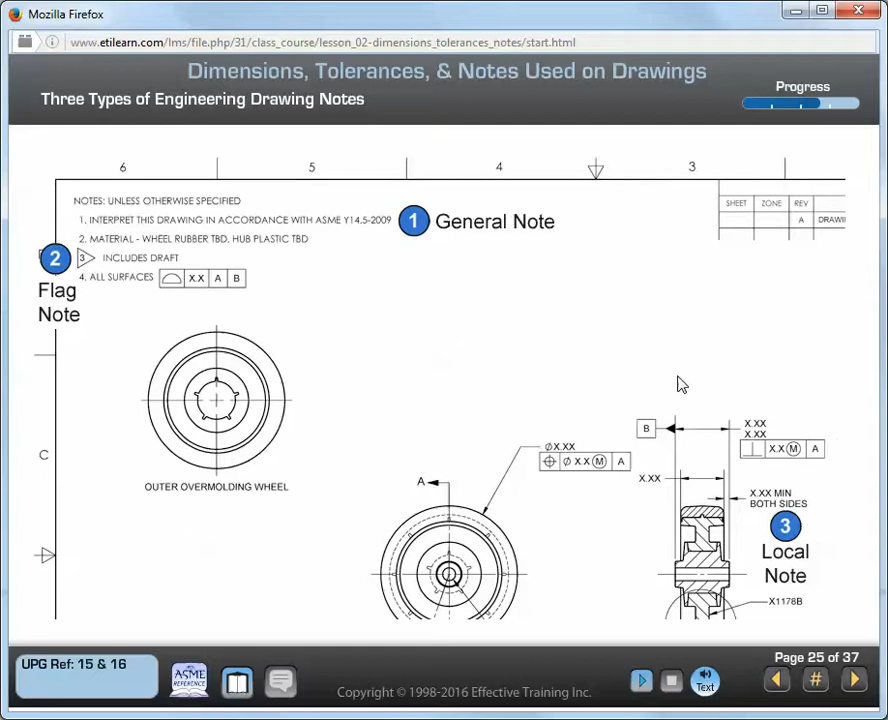 Mozilla Firefox
www.etilearn.com/lms/file.php/31/class_course/lesson_02-dimensions_tolerances_notes/start.html
Dimensions, Tolerances, & Notes Used on Drawings
Three Types of Engineering Drawing Notes
Progress
6 5 4 3
NOTES: UNLESS OTHERWISE SPECIFIED
1. INTERPRET THIS DRAWING IN ACCORDANCE WITH ASME Y14.5-2009
1 General Note
2. MATERIAL - WHEEL RUBBER TBD, HUB PLASTIC TBD
3 INCLUDES DRAFT
4. ALL SURFACES X.X A B
2
Flag
Note
SHEET ZONE REV
A DRAWI
OUTER OVERMOLDING WHEEL
C
A
⌀X.XX
⌀ X.X Ⓜ A
B
X.XX
X.XX
X.X Ⓜ A
X.XX
X.XX MIN
BOTH SIDES
3
Local
Note
X1178B
UPG Ref: 15 & 16
ASME
REFERENCE
Copyright © 1998-2016 Effective Training Inc.
Text
Page 25 of 37
#